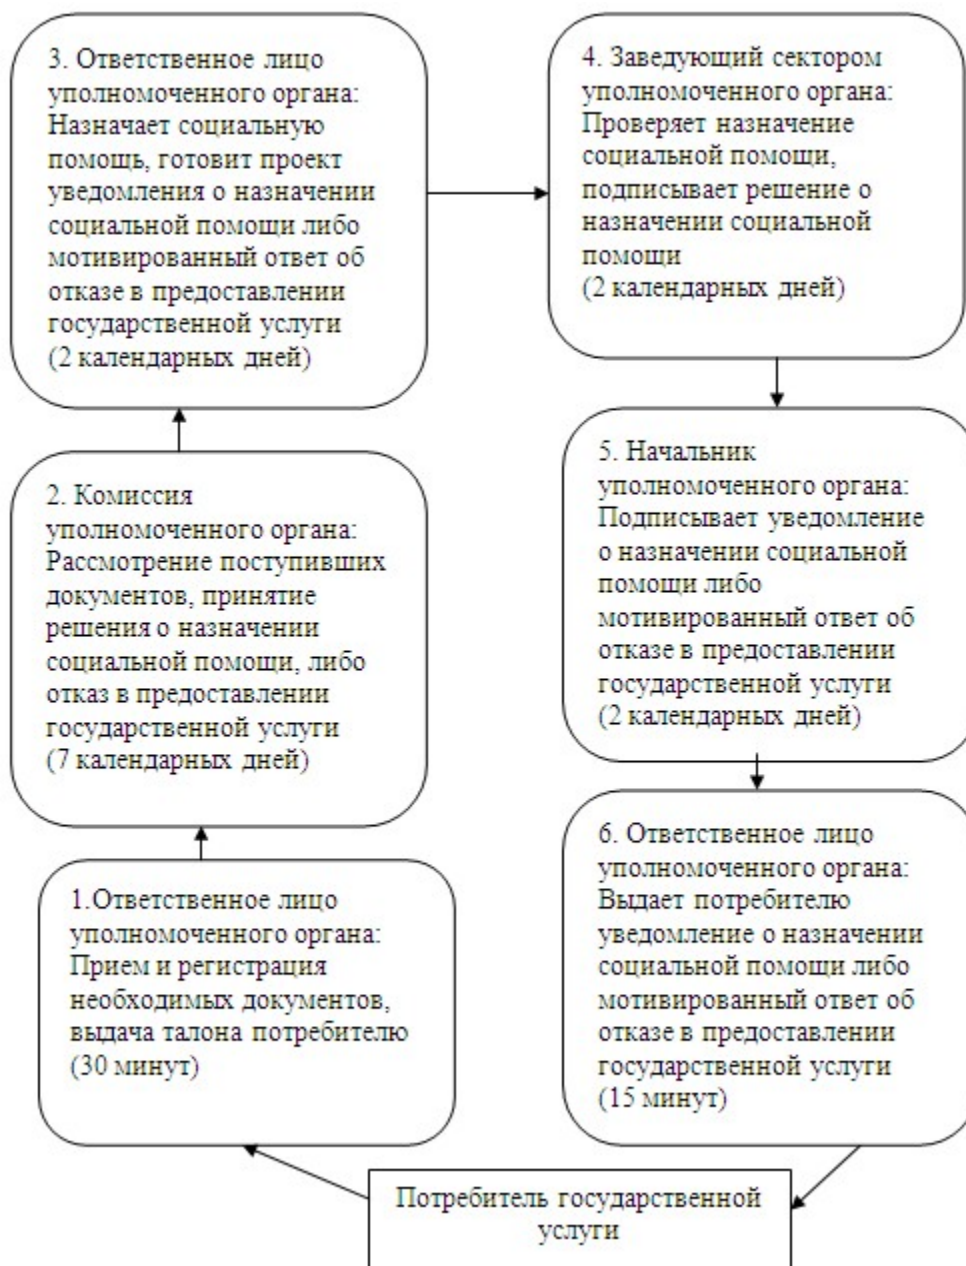 3. Ответственное лицо
уполномоченного органа:
Назначает социальную
помощь, готовит проект
уведомления о назначении
социальной помощи либо
мотивированный ответ об
отказе в предоставлении
государственной услуги
(2 календарных дней)
4. Заведующий сектором
уполномоченного органа:
Проверяет назначение
социальной помощи,
подписывает решение о
назначении социальной
помощи
(2 календарных дней)
2. Комиссия
уполномоченного органа:
Рассмотрение поступивших
документов, принятие
решения о назначении
социальной помощи, либо
отказ в предоставлении
государственной услуги
(7 календарных дней)
5. Начальник
уполномоченного органа:
Подписывает уведомление
о назначении социальной
помощи либо
мотивированный ответ об
отказе в предоставлении
государственной услуги
(2 календарных дней)
1.Ответственное лицо
уполномоченного органа:
Прием и регистрация
необходимых документов,
выдача талона потребителю
(30 минут)
6. Ответственное лицо
уполномоченного органа:
Выдает потребителю
уведомление о назначении
социальной помощи либо
мотивированный ответ об
отказе в предоставлении
государственной услуги
(15 минут)
Потребитель государственной
услуги